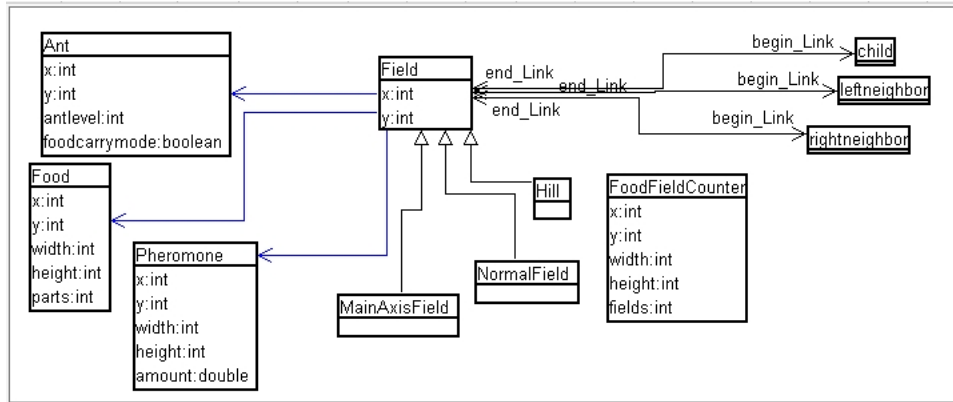 Ant
x:int
y:int
antlevel:int
foodcarrymode:boolean
Field
x:int
y:int
end_Link
end_Link
end_Link
begin_Link
begin_Link
begin_Link
child
leftneighbor
rightneighbor
Food
x:int
y:int
width:int
height:int
parts:int
Pheromone
x:int
y:int
width:int
height:int
amount:double
MainAxisField
NormalField
Hill
FoodFieldCounter
x:int
y:int
width:int
height:int
fields:int